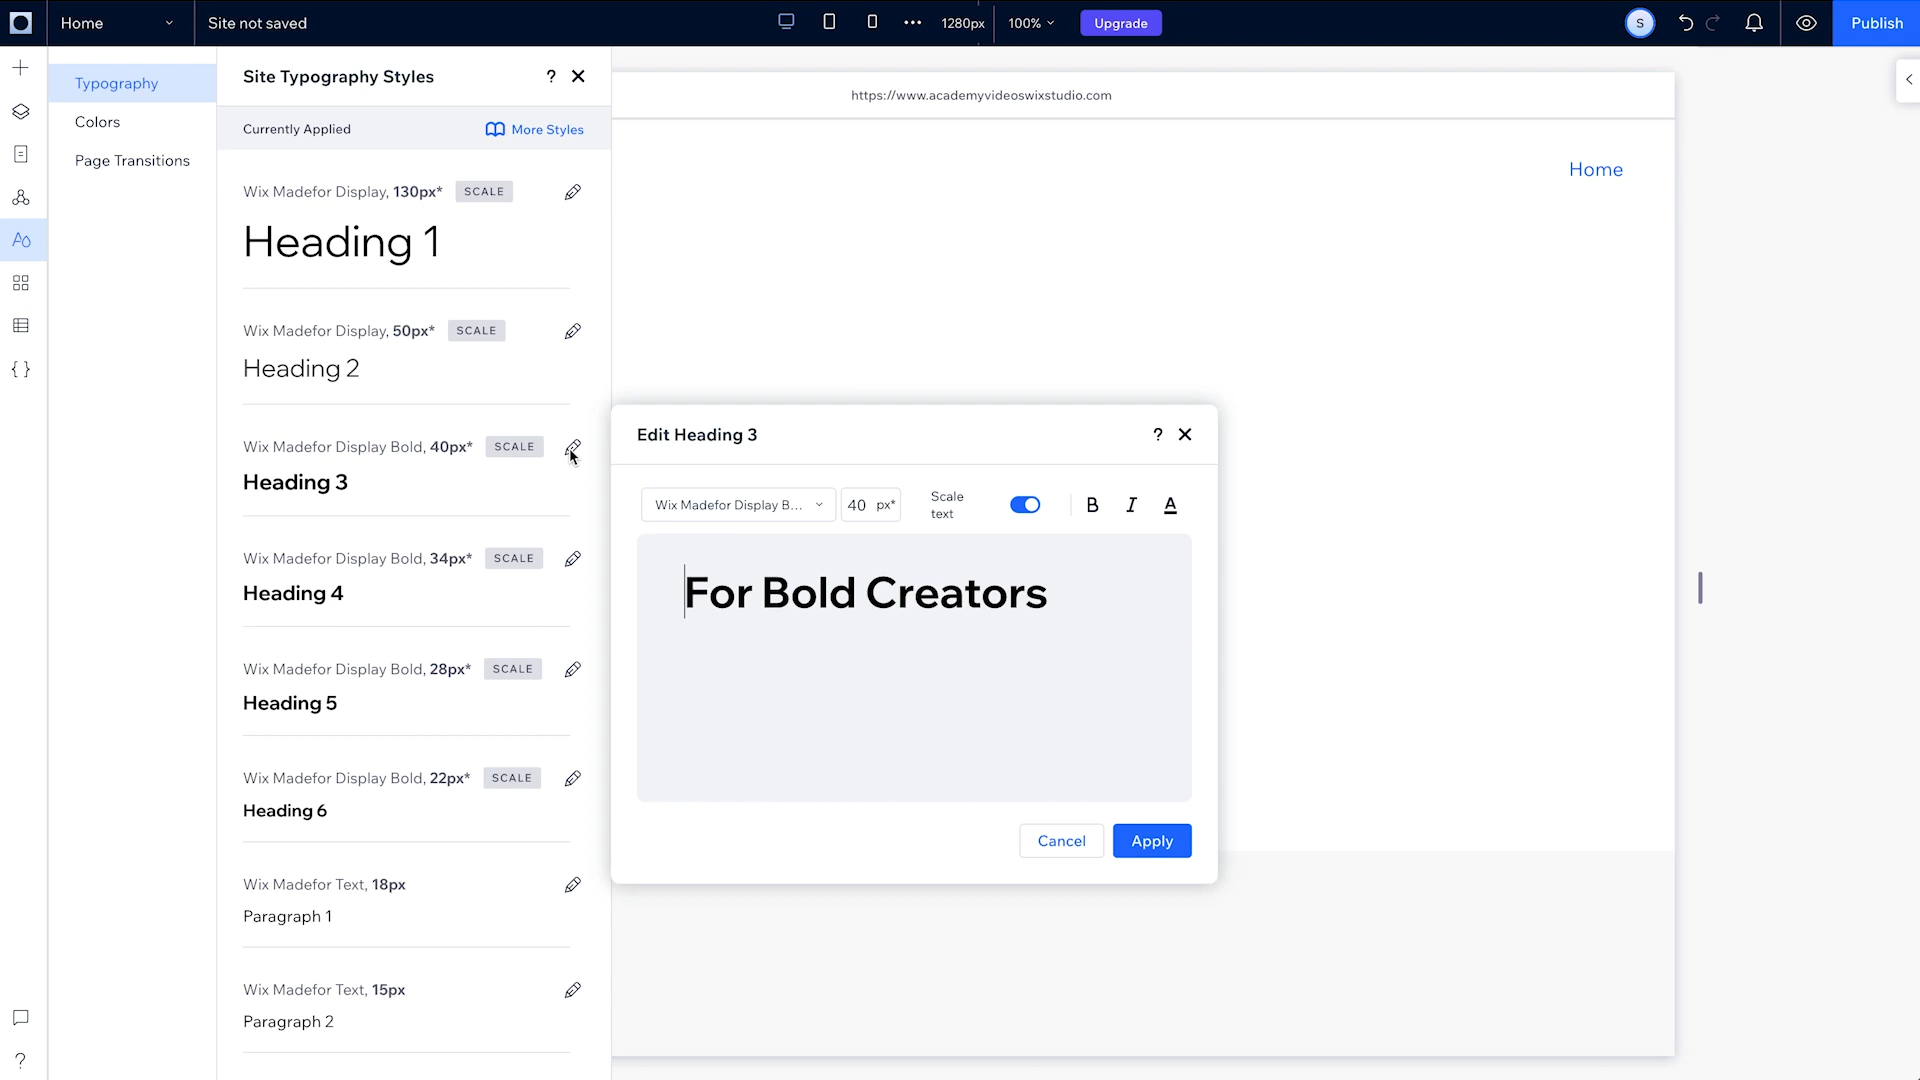 Home
Site not saved
1280px
100%
Upgrade
S
Publish
Typography
Colors
Page Transitions
Site Typography Styles
?
Currently Applied
More Styles
Wix Madefor Display, 130px* SCALE
Heading 1
Wix Madefor Display, 50px* SCALE
Heading 2
Wix Madefor Display Bold, 40px* SCALE
Heading 3
Wix Madefor Display Bold, 34px* SCALE
Heading 4
Wix Madefor Display Bold, 28px* SCALE
Heading 5
Wix Madefor Display Bold, 22px* SCALE
Heading 6
Wix Madefor Text, 18px
Paragraph 1
Wix Madefor Text, 15px
Paragraph 2
https://www.academyvideoswixstudio.com
Home
Edit Heading 3
?
Wix Madefor Display B...
40 px*
Scale
text
B
I
A
For Bold Creators
Cancel
Apply
?